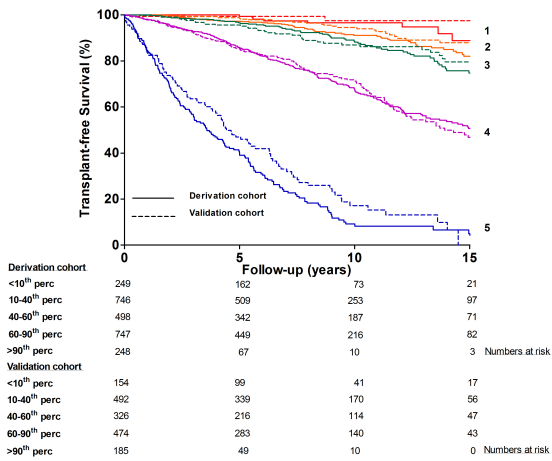 100
80
60
40
20
0
Transplant-free Survival (%)
1
2
3
4
5
Derivation cohort
Validation cohort
0 5 10 15
Follow-up (years)
Derivation cohort
<10th perc 249 162 73 21
10-40th perc 746 509 253 97
40-60th perc 498 342 187 71
60-90th perc 747 449 216 82
>90th perc 248 67 10 3 Numbers at risk
Validation cohort
<10th perc 154 99 41 17
10-40th perc 492 339 170 56
40-60th perc 326 216 114 47
60-90th perc 474 283 140 43
>90th perc 185 49 10 0 Numbers at risk